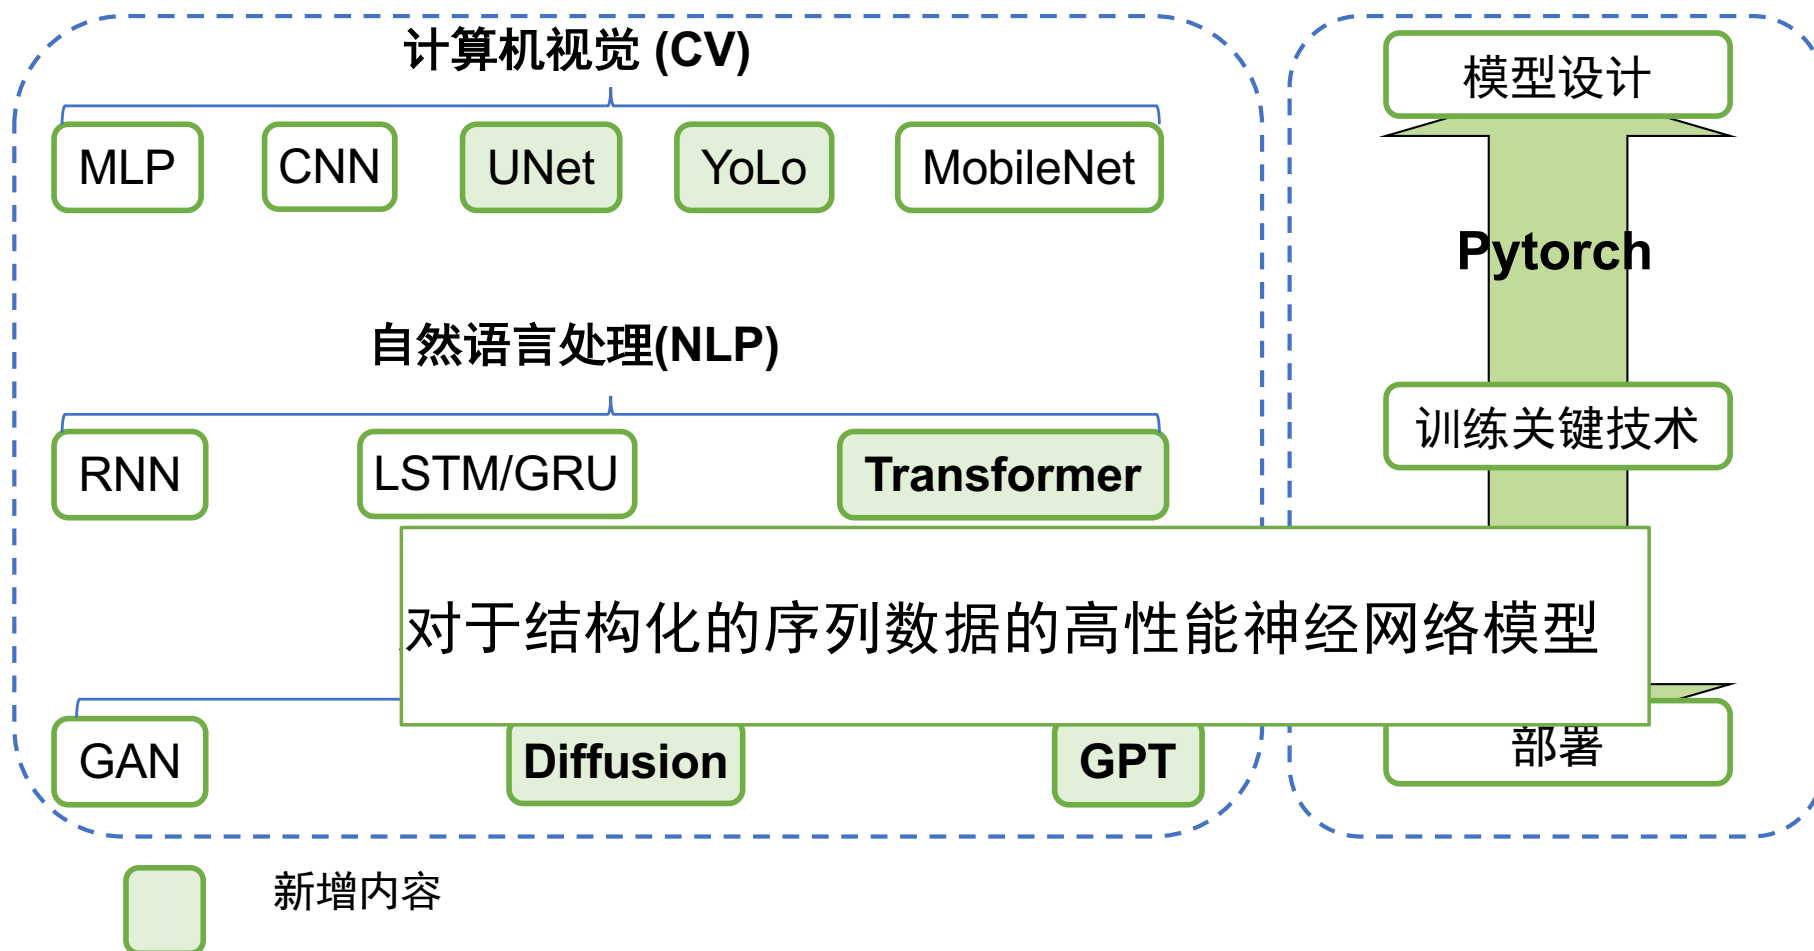 计算机视觉 (CV)
MLP
CNN
UNet
YoLo
MobileNet
自然语言处理(NLP)
RNN
LSTM/GRU
Transformer
对于结构化的序列数据的高性能神经网络模型
GAN
Diffusion
GPT
新增内容
模型设计
Pytorch
训练关键技术
部署